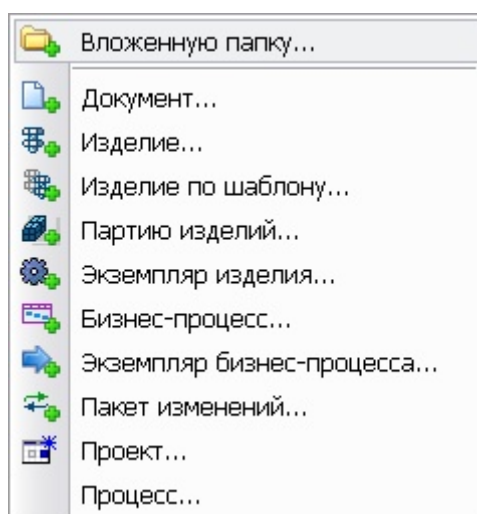 Вложенную папку...
Документ...
Изделие...
Изделие по шаблону...
Партию изделий...
Экземпляр изделия...
Бизнес-процесс...
Экземпляр бизнес-процесса...
Пакет изменений...
Проект...
Процесс...